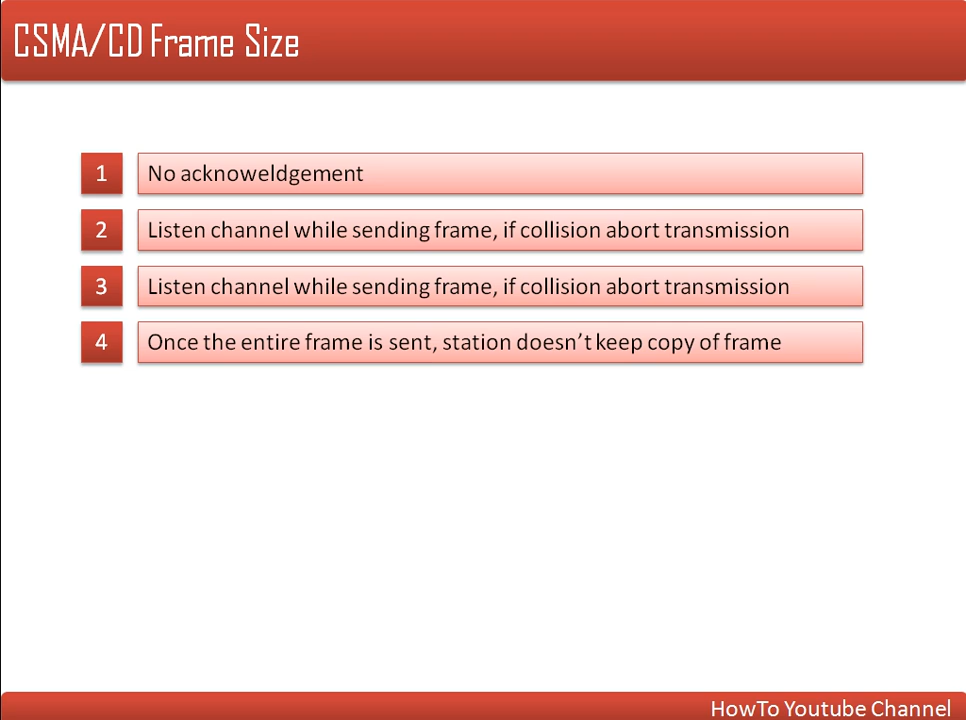 CSMA/CD Frame Size
1 No acknoweldgement
2 Listen channel while sending frame, if collision abort transmission
3 Listen channel while sending frame, if collision abort transmission
4 Once the entire frame is sent, station doesn’t keep copy of frame
HowTo Youtube Channel